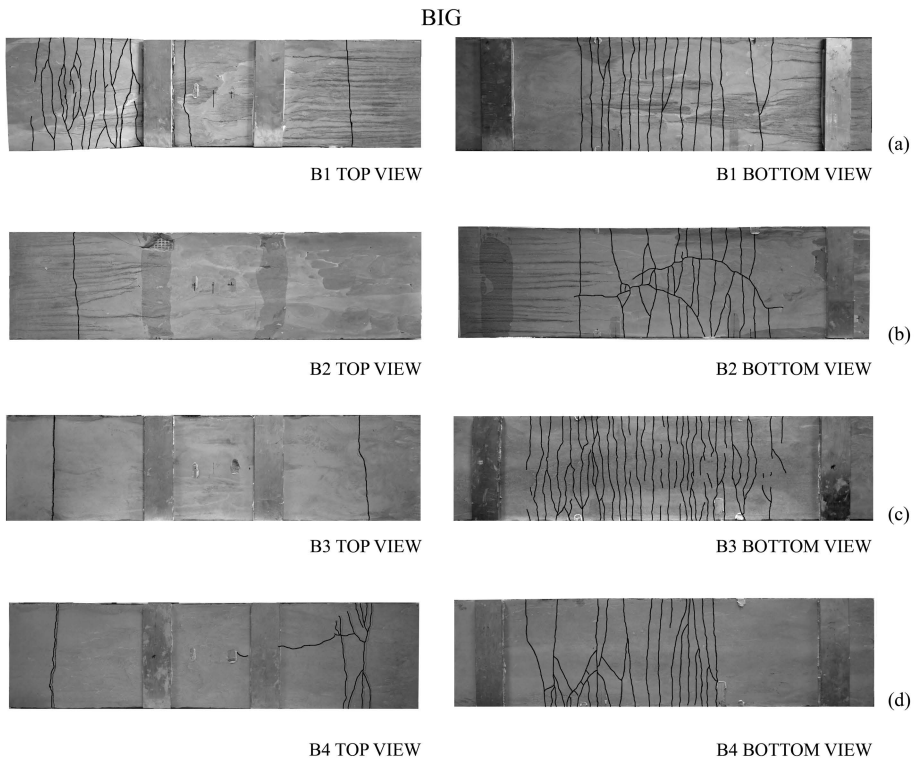 BIG
(a)
B1 TOP VIEW B1 BOTTOM VIEW
(b)
B2 TOP VIEW B2 BOTTOM VIEW
(c)
B3 TOP VIEW B3 BOTTOM VIEW
(d)
B4 TOP VIEW B4 BOTTOM VIEW